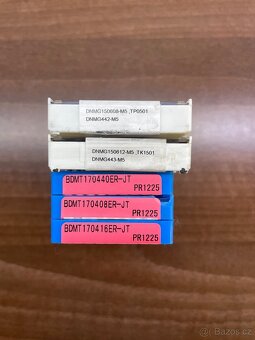 DNMG150608-M5 ,TP0501
DNMG442-M5
DNMG150612-M5 ,TK1501
DNMG443-M5
BDMT170440ER-JT
PR1225
BDMT170408ER-JT
PR1225
BDMT170416ER-JT
PR1225
Bazoš.cz